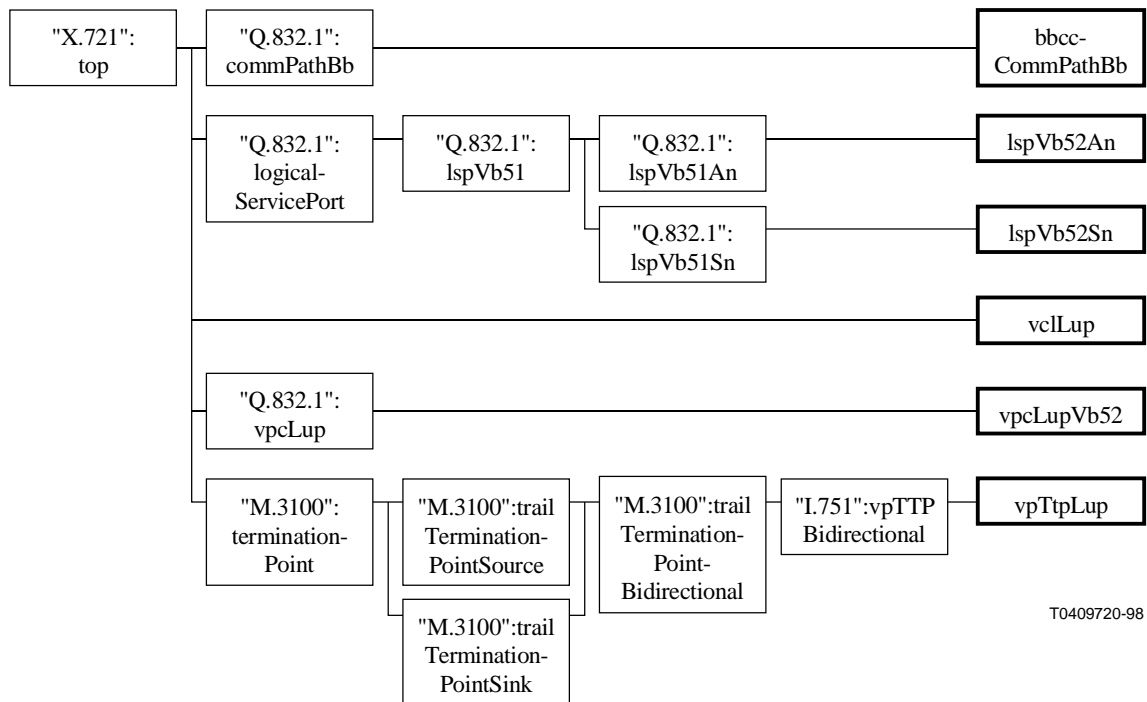 "X.721":
top
"Q.832.1":
commPathBb
bbcc-
CommPathBb
"Q.832.1":
logical-
ServicePort
"Q.832.1":
lspVb51
"Q.832.1":
lspVb51An
lspVb52An
"Q.832.1":
lspVb51Sn
lspVb52Sn
vclLup
"Q.832.1":
vpcLup
vpcLupVb52
"M.3100":
termination-
Point
"M.3100":trail
Termination-
PointSource
"M.3100":trail
Termination-
Point-
Bidirectional
"I.751":vpTTP
Bidirectional
vpTtpLup
"M.3100":trail
Termination-
PointSink
T0409720-98